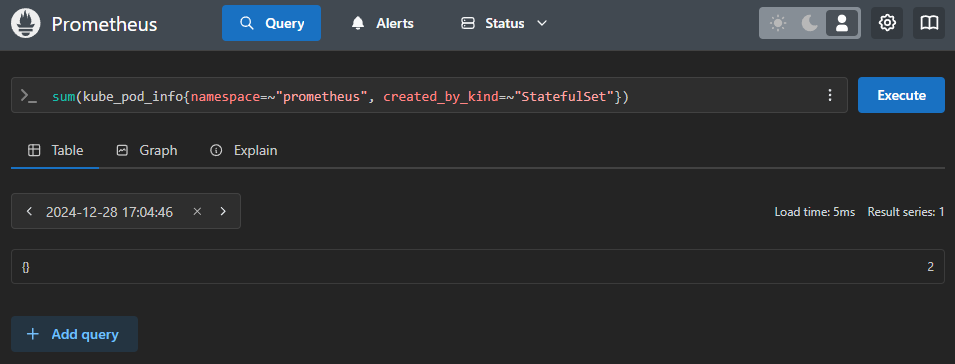 Prometheus Query Alerts Status
>_ sum(kube_pod_info{namespace=~"prometheus", created_by_kind=~"StatefulSet"}) Execute
Table Graph Explain
2024-12-28 17:04:46 Load time: 5ms Result series: 1
{} 2
+ Add query